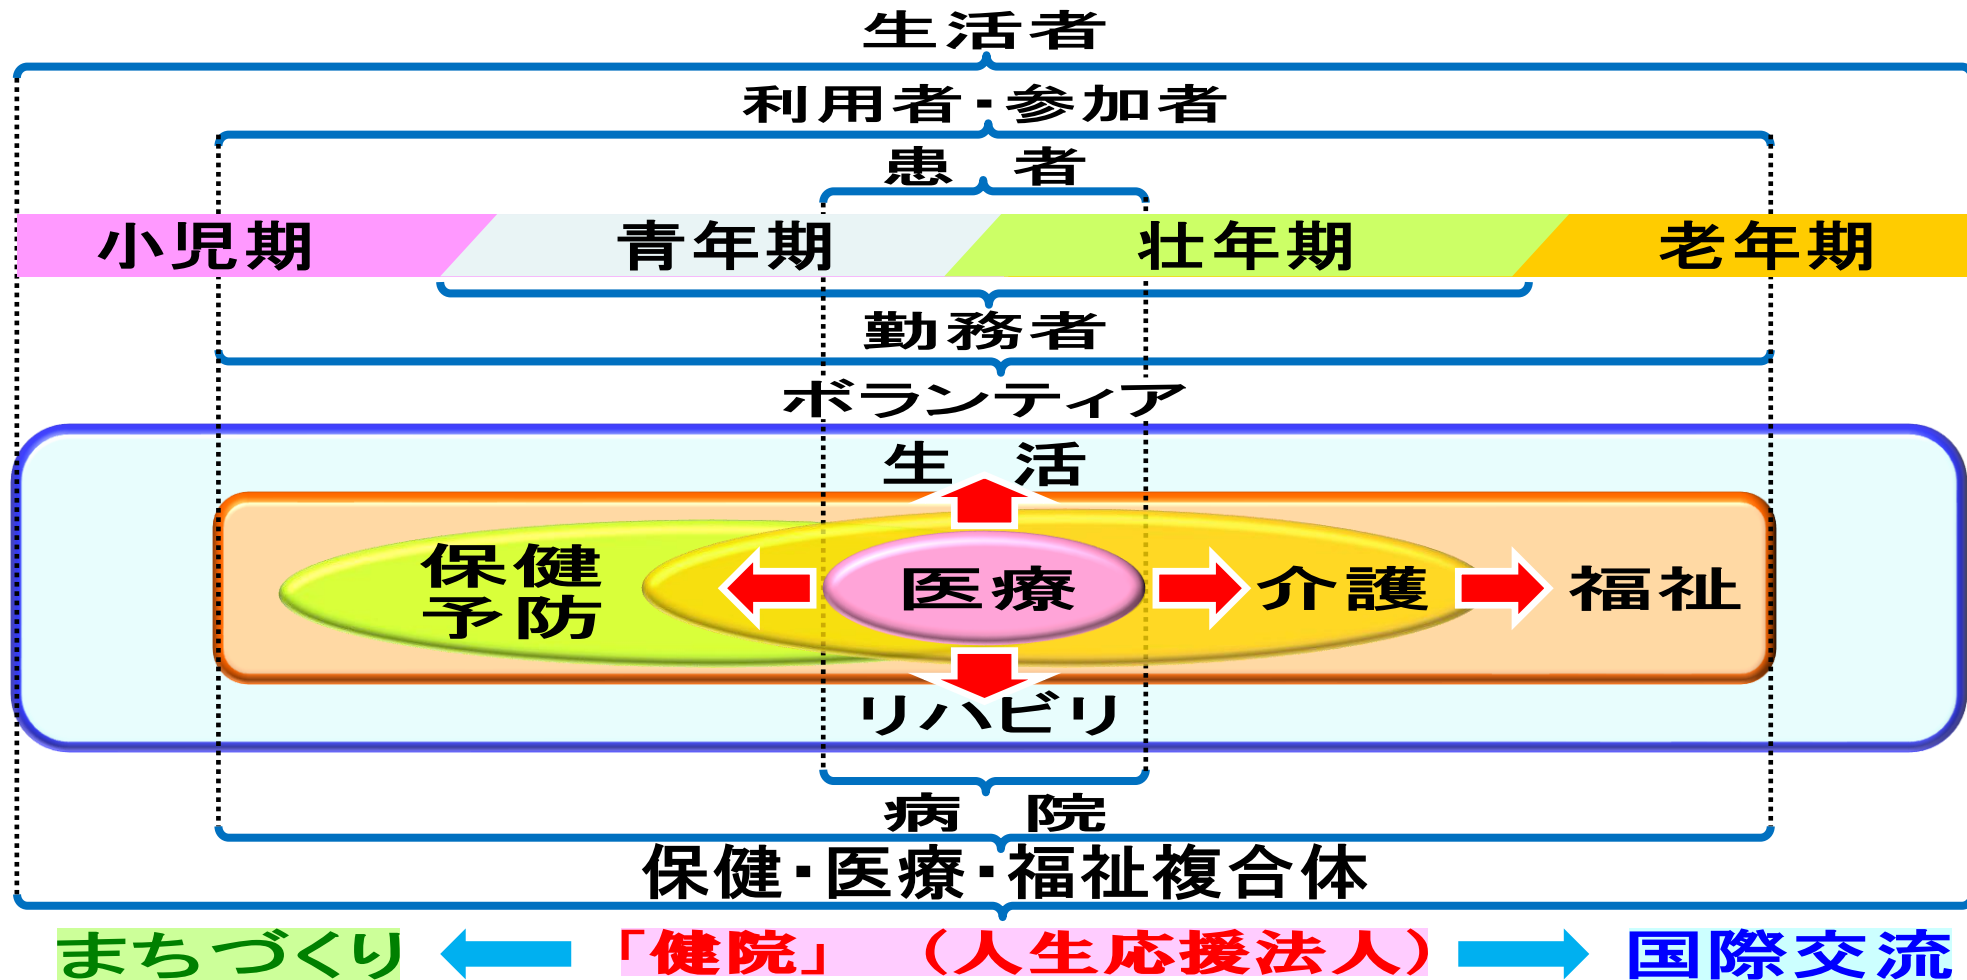 生活者
利用者・参加者
患 者
小児期 青年期 壮年期 老年期
勤務者
ボランティア
生 活
保健
予防
医療 介護 福祉
リハビリ
病 院
保健・医療・福祉複合体
まちづくり 「健院」 （人生応援法人） 国際交流